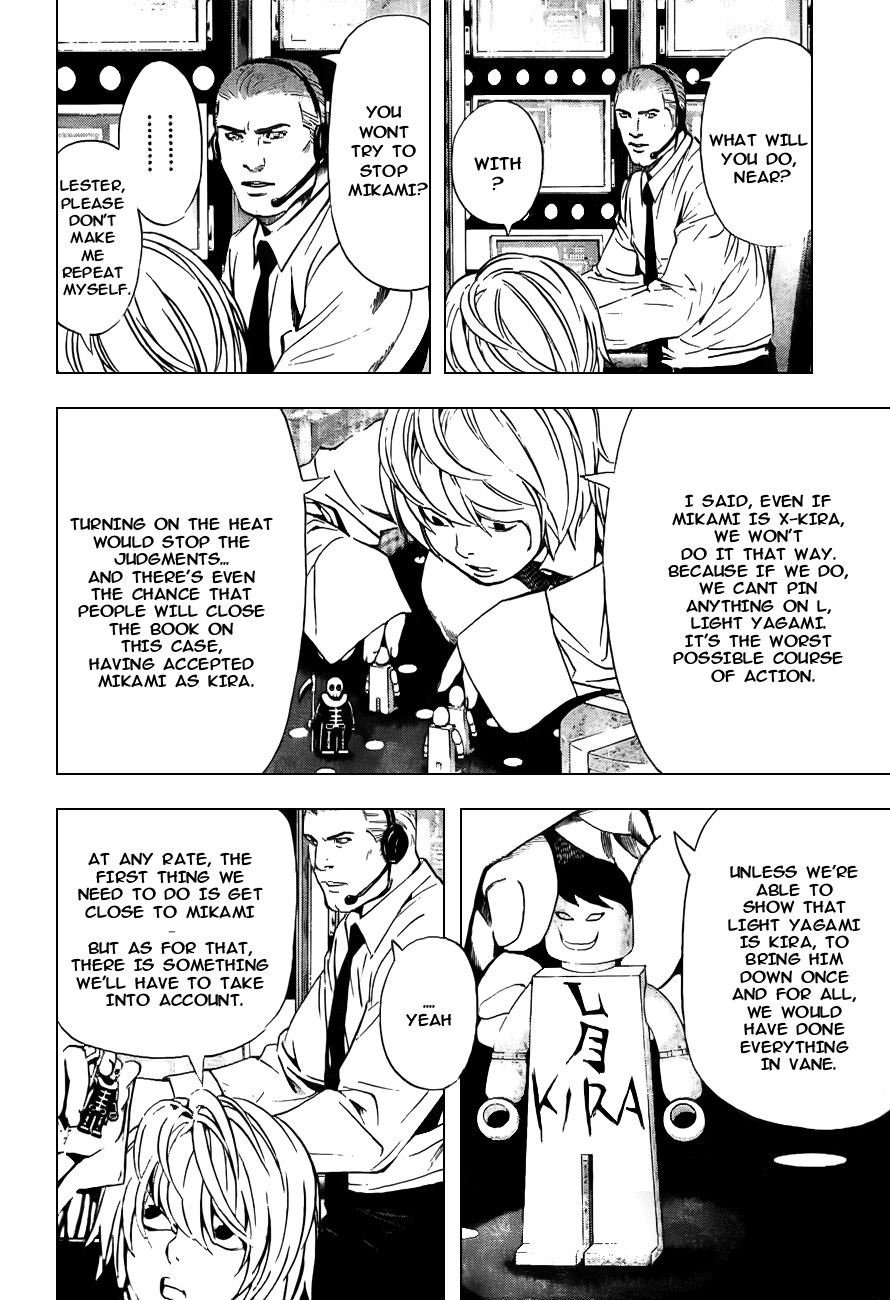 WHAT WILL
YOU DO,
NEAR?
WITH
?
YOU
WONT
TRY TO
STOP
MIKAMI?
.........
.........
LESTER,
PLEASE
DON'T
MAKE
ME
REPEAT
MYSELF.
I SAID, EVEN IF
MIKAMI IS X-KIRA,
WE WON'T
DO IT THAT WAY.
BECAUSE IF WE DO,
WE CANT PIN
ANYTHING ON L,
LIGHT YAGAMI.
IT'S THE WORST
POSSIBLE COURSE
OF ACTION.
TURNING ON THE HEAT
WOULD STOP THE
JUDGMENTS...
AND THERE'S EVEN
THE CHANCE THAT
PEOPLE WILL CLOSE
THE BOOK ON
THIS CASE,
HAVING ACCEPTED
MIKAMI AS KIRA.
UNLESS WE'RE
ABLE TO
SHOW THAT
LIGHT YAGAMI
IS KIRA, TO
BRING HIM
DOWN ONCE
AND FOR ALL,
WE WOULD
HAVE DONE
EVERYTHING
IN VANE.
L
月
KIRA
....
YEAH
AT ANY RATE, THE
FIRST THING WE
NEED TO DO IS GET
CLOSE TO MIKAMI
-
BUT AS FOR THAT,
THERE IS SOMETHING
WE'LL HAVE TO TAKE
INTO ACCOUNT.